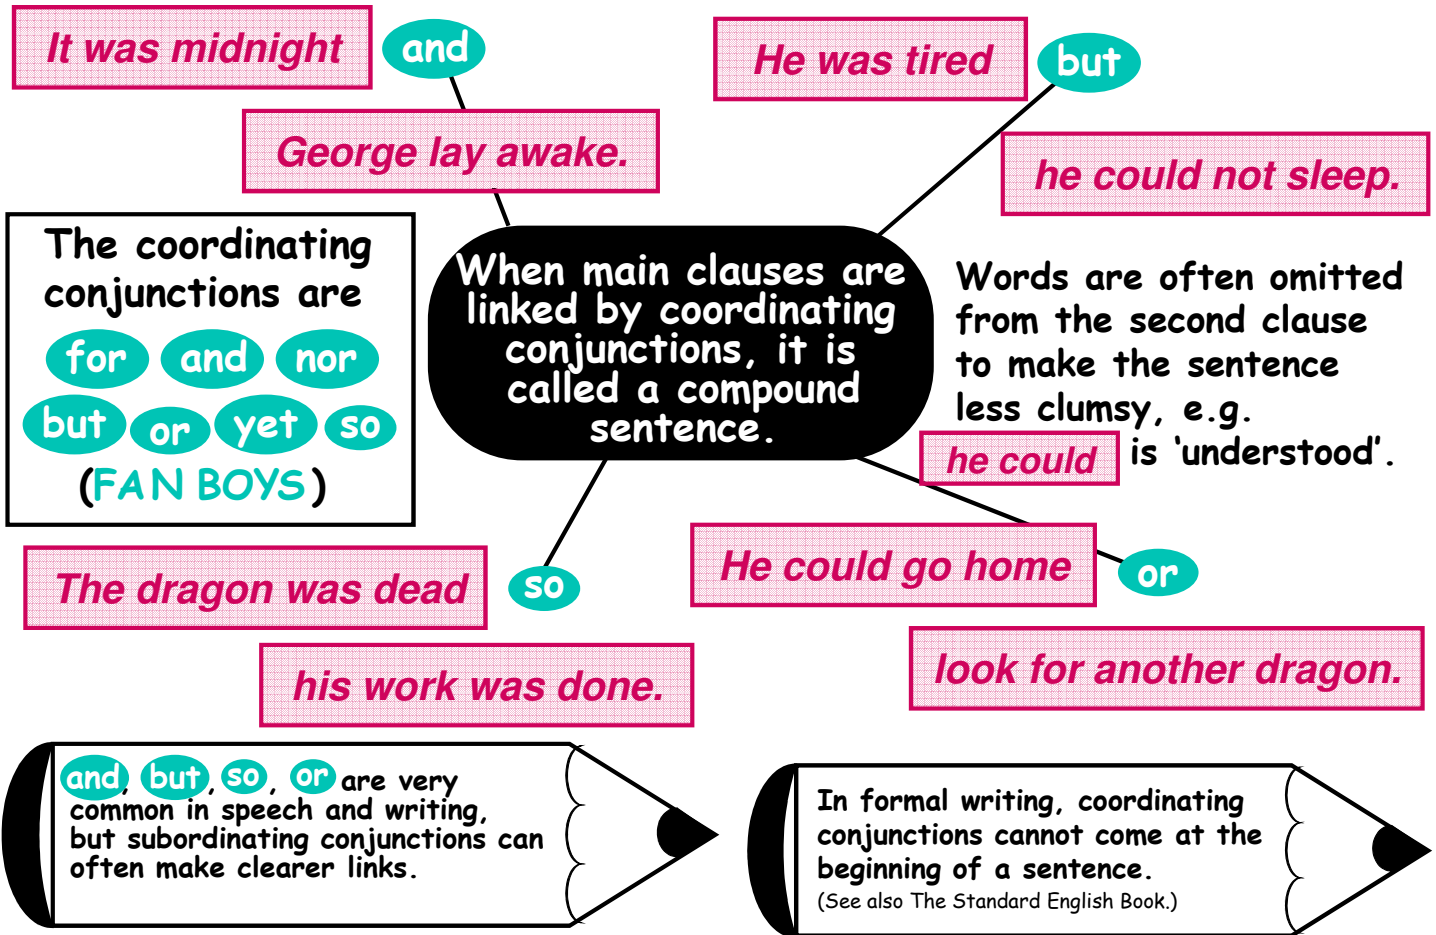 It was midnight and
George lay awake.
He was tired but
he could not sleep.
The coordinating
conjunctions are
for and nor
but or yet so
(FAN BOYS)
When main clauses are
linked by coordinating
conjunctions, it is
called a compound
sentence.
Words are often omitted
from the second clause
to make the sentence
less clumsy, e.g.
he could is ‘understood’.
The dragon was dead so
his work was done.
He could go home or
look for another dragon.
and, but, so, or are very
common in speech and writing,
but subordinating conjunctions can
often make clearer links.
In formal writing, coordinating
conjunctions cannot come at the
beginning of a sentence.
(See also The Standard English Book.)